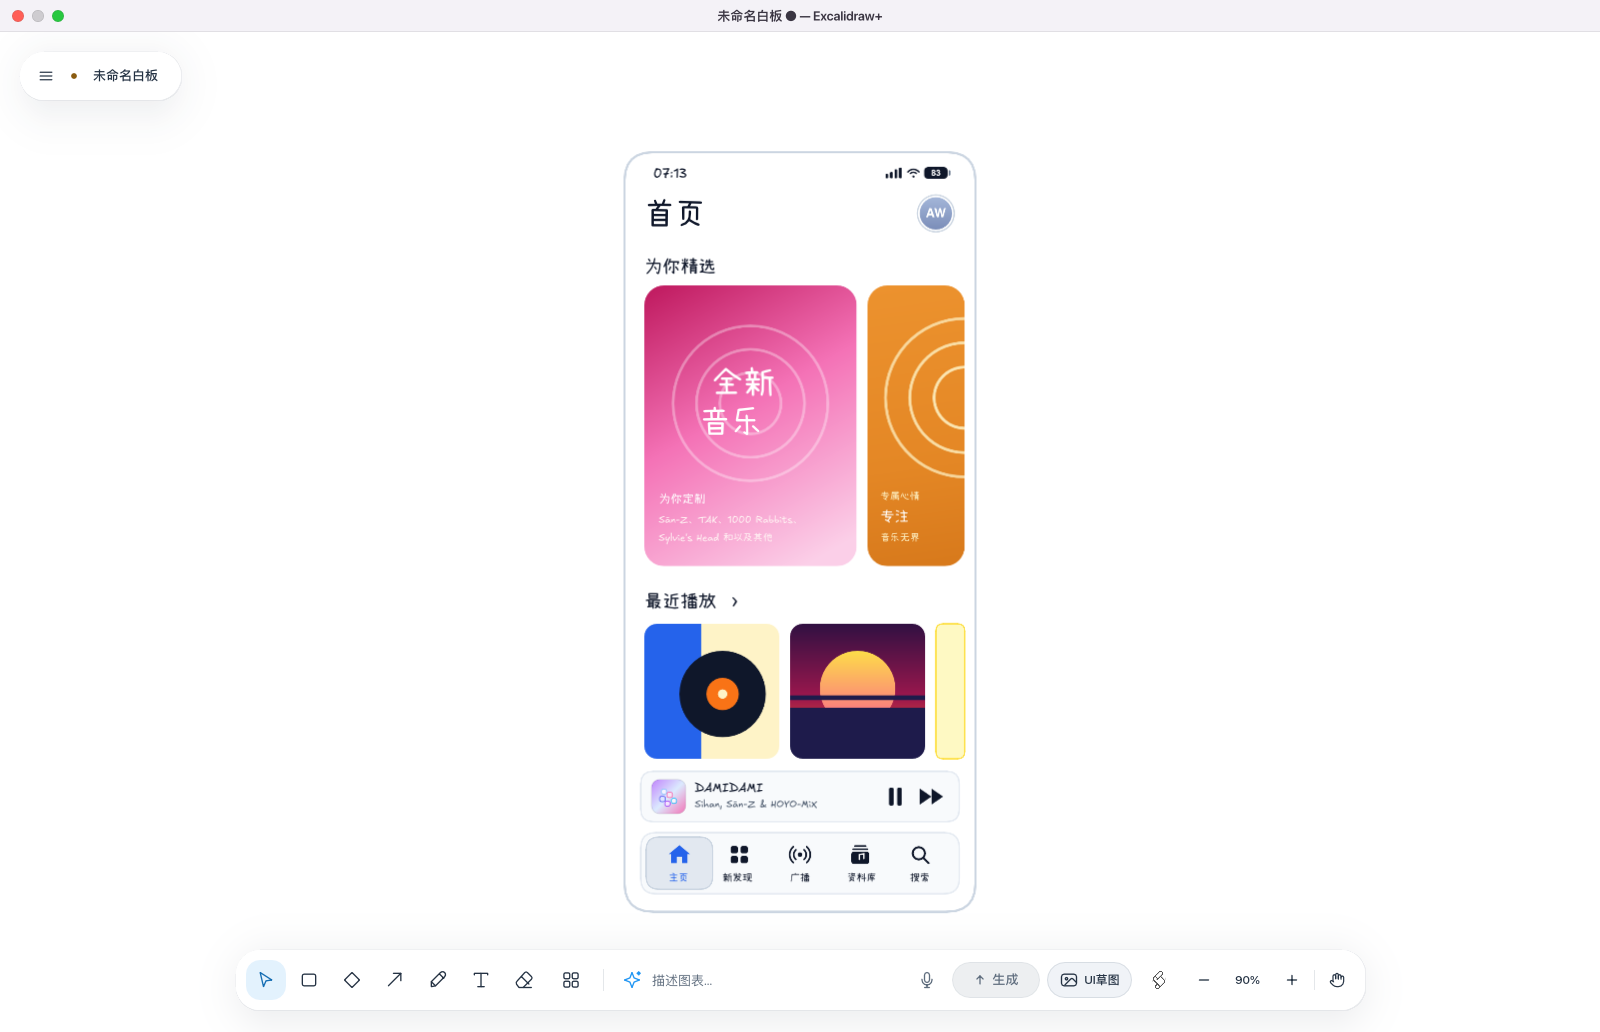 未命名白板 ● — Excalidraw+
未命名白板
07:13
83
首页
AW
为你精选
全新
音乐
为你定制
Sān-Z、TAK、1000 Rabbits、
Sylvie's Head 和以及其他
专属心情
专注
音乐无界
最近播放 ›
DAMIDAMI
Sihan, Sān-Z & HOYO-MiX
主页
新发现
广播
资料库
搜索
描述图表...
生成
UI草图
90%